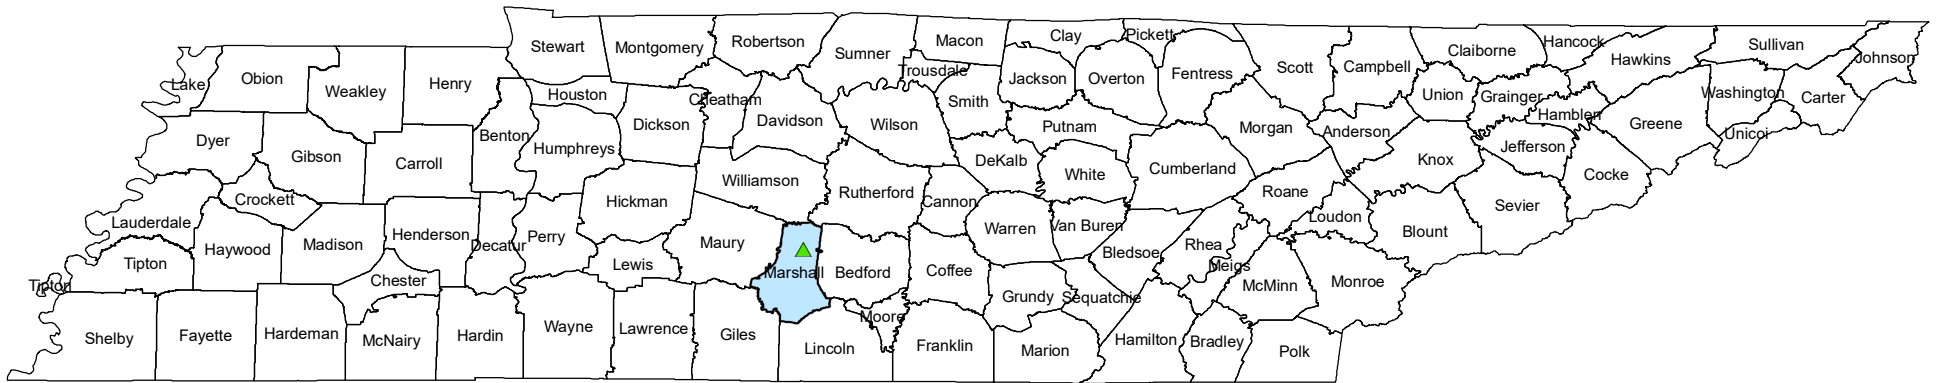 Stewart
Montgomery
Robertson
Sumner
Macon
Clay
Pickett
Claiborne
Hancock
Hawkins
Sullivan
Johnson
Lake
Obion
Weakley
Henry
Houston
Cheatham
Trousdale
Smith
Jackson
Overton
Fentress
Scott
Campbell
Union
Grainger
Hamblen
Washington
Carter
Dyer
Gibson
Carroll
Benton
Humphreys
Dickson
Davidson
Wilson
Putnam
Morgan
Anderson
Knox
Jefferson
Greene
Unicoi
Crockett
Hickman
Williamson
Rutherford
Cannon
DeKalb
White
Cumberland
Roane
Loudon
Blount
Sevier
Cocke
Lauderdale
Haywood
Madison
Henderson
Decatur
Perry
Lewis
Maury
Marshall
Bedford
Coffee
Warren
Van Buren
Bledsoe
Rhea
Meigs
McMinn
Monroe
Tipton
Tipton
Chester
Grundy
Sequatchie
Shelby
Fayette
Hardeman
McNairy
Hardin
Wayne
Lawrence
Giles
Lincoln
Moore
Franklin
Marion
Hamilton
Bradley
Polk